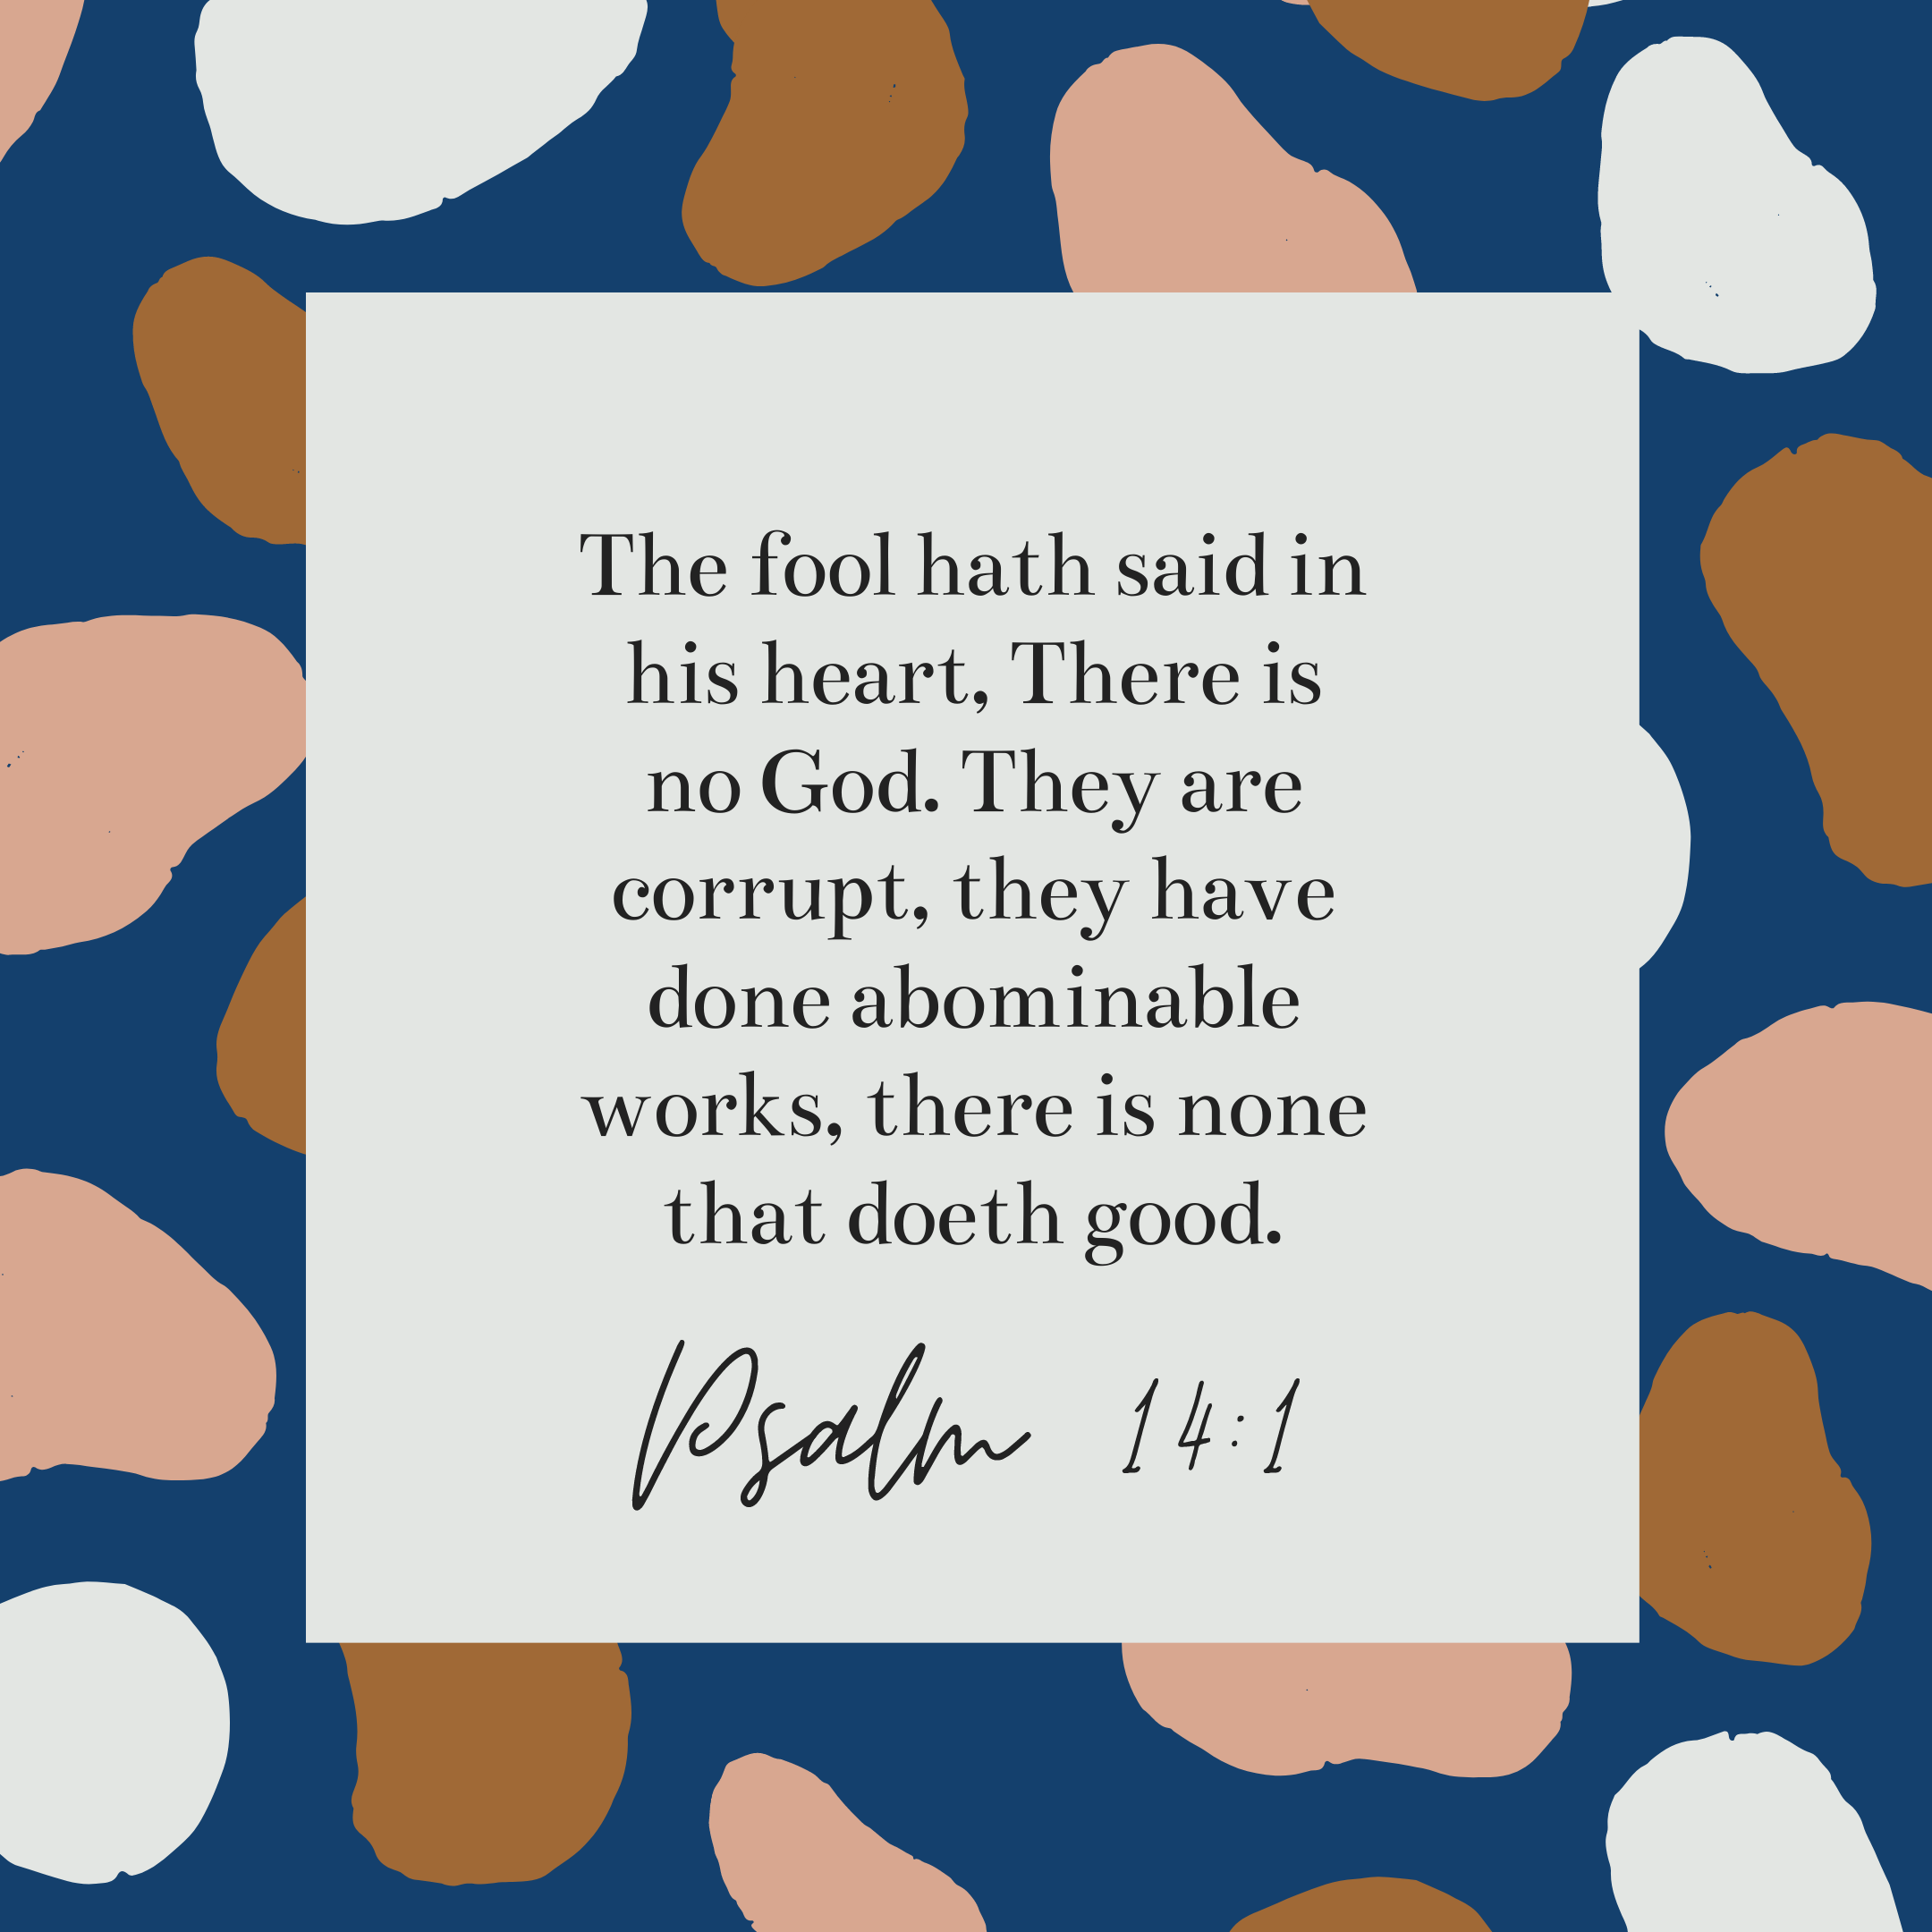 The fool hath said in
his heart, There is
no God. They are
corrupt, they have
done abominable
works, there is none
that doeth good.
Psalm 14:1